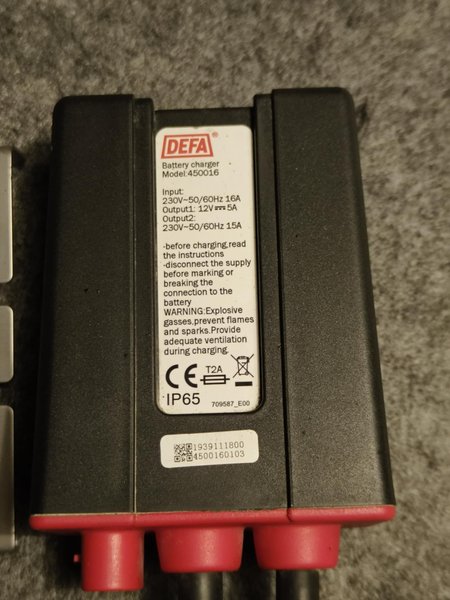 DEFA®
Battery charger
Model:450016
Input:
230V~50/60Hz 16A
Output1: 12V⎓5A
Output2:
230V~50/60Hz 15A
-before charging,read
the instructions
-disconnect the supply
before marking or
breaking the
connection to the
battery
WARNING:Explosive
gasses,prevent flames
and sparks.Provide
adequate ventilation
during charging.
CE T2A
IP65 709587_E00
1939111800
4500160103